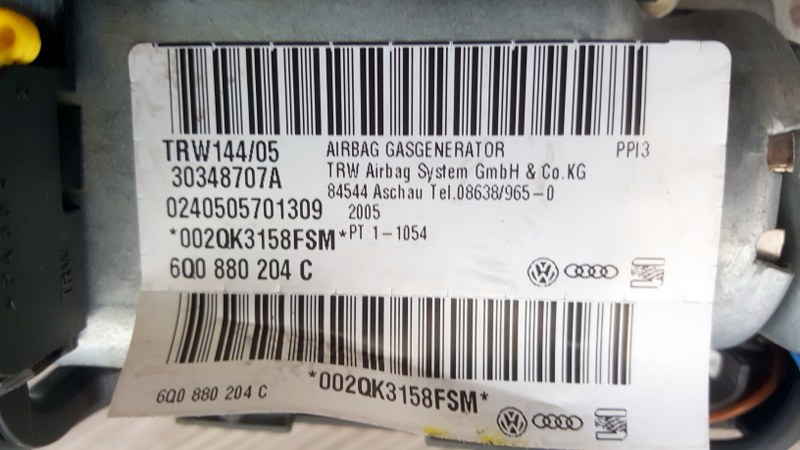 TRW144/05
AIRBAG GASGENERATOR PPI3
30348707A
TRW Airbag System GmbH & Co.KG
84544 Aschau Tel.08638/965-0
0240505701309
2005
*002QK3158FSM*
PT 1-1054
6Q0 880 204 C
6Q0 880 204 C
*002QK3158FSM*